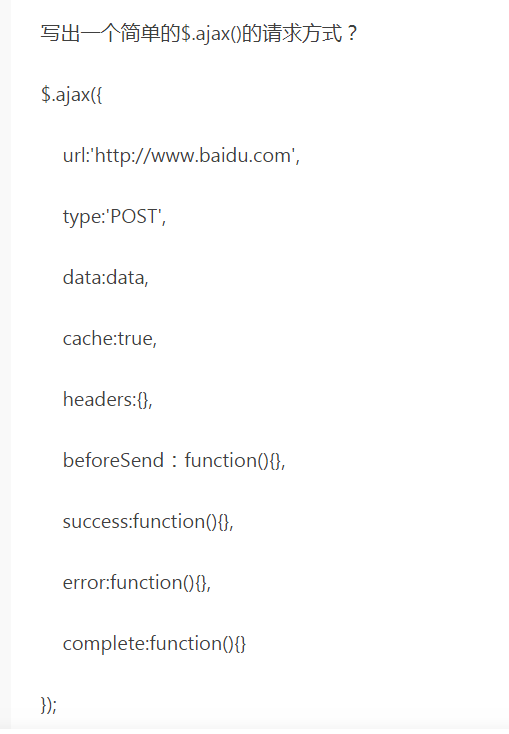 写出一个简单的$.ajax()的请求方式？
$.ajax({
url:'http://www.baidu.com',
type:'POST',
data:data,
cache:true,
headers:{},
beforeSend：function(){},
success:function(){},
error:function(){},
complete:function(){}
});